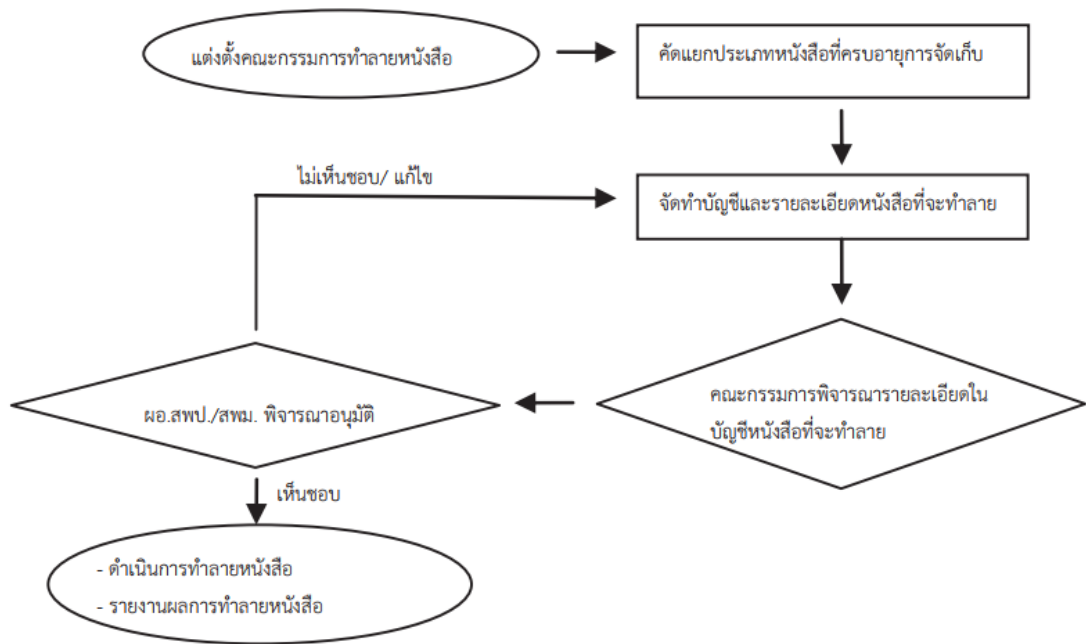 แต่งตั้งคณะกรรมการทำลายหนังสือ
คัดแยกประเภทหนังสือที่ครบอายุการจัดเก็บ
ไม่เห็นชอบ/ แก้ไข
จัดทำบัญชีและรายละเอียดหนังสือที่จะทำลาย
คณะกรรมการพิจารณารายละเอียดใน
บัญชีหนังสือที่จะทำลาย
ผอ.สพป./สพม. พิจารณาอนุมัติ
เห็นชอบ
- ดำเนินการทำลายหนังสือ
- รายงานผลการทำลายหนังสือ